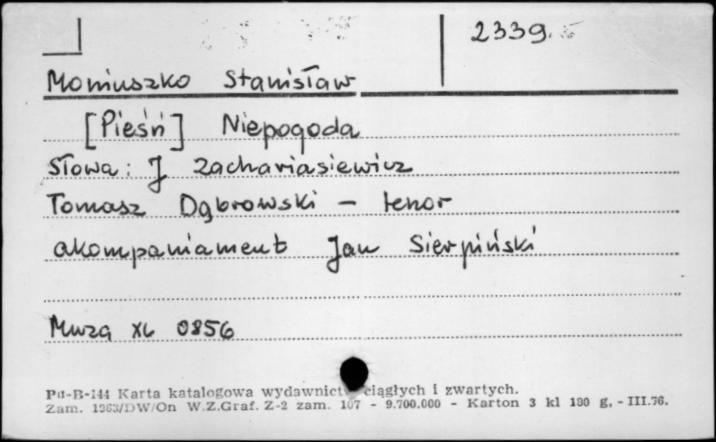 2339.
Moniuszko Stanisław
[Pieśń] Niepogoda
Słowa: J Zachariasiewicz
Tomasz Dąbrowski – tenor
akompaniament Jan Sierpiński
Muza XL 0856
Pu-B-144 Karta katalogowa wydawnictw ciągłych i zwartych.
Zam. 1263/DW/On W.Z.Graf. Z-2 zam. 107 - 9.700.000 - Karton 3 kl 180 g. - III.76.